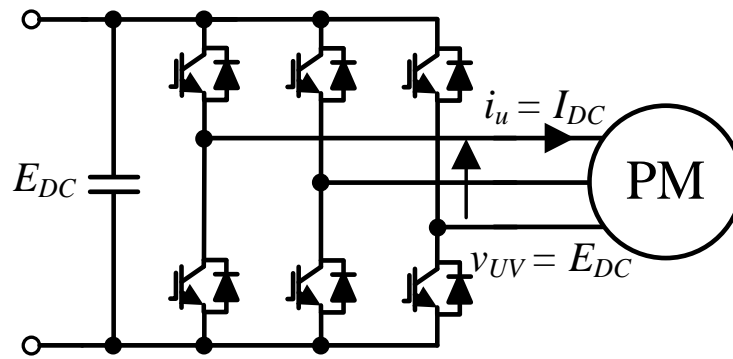 i_u = I_DC
E_DC
PM
v_UV = E_DC